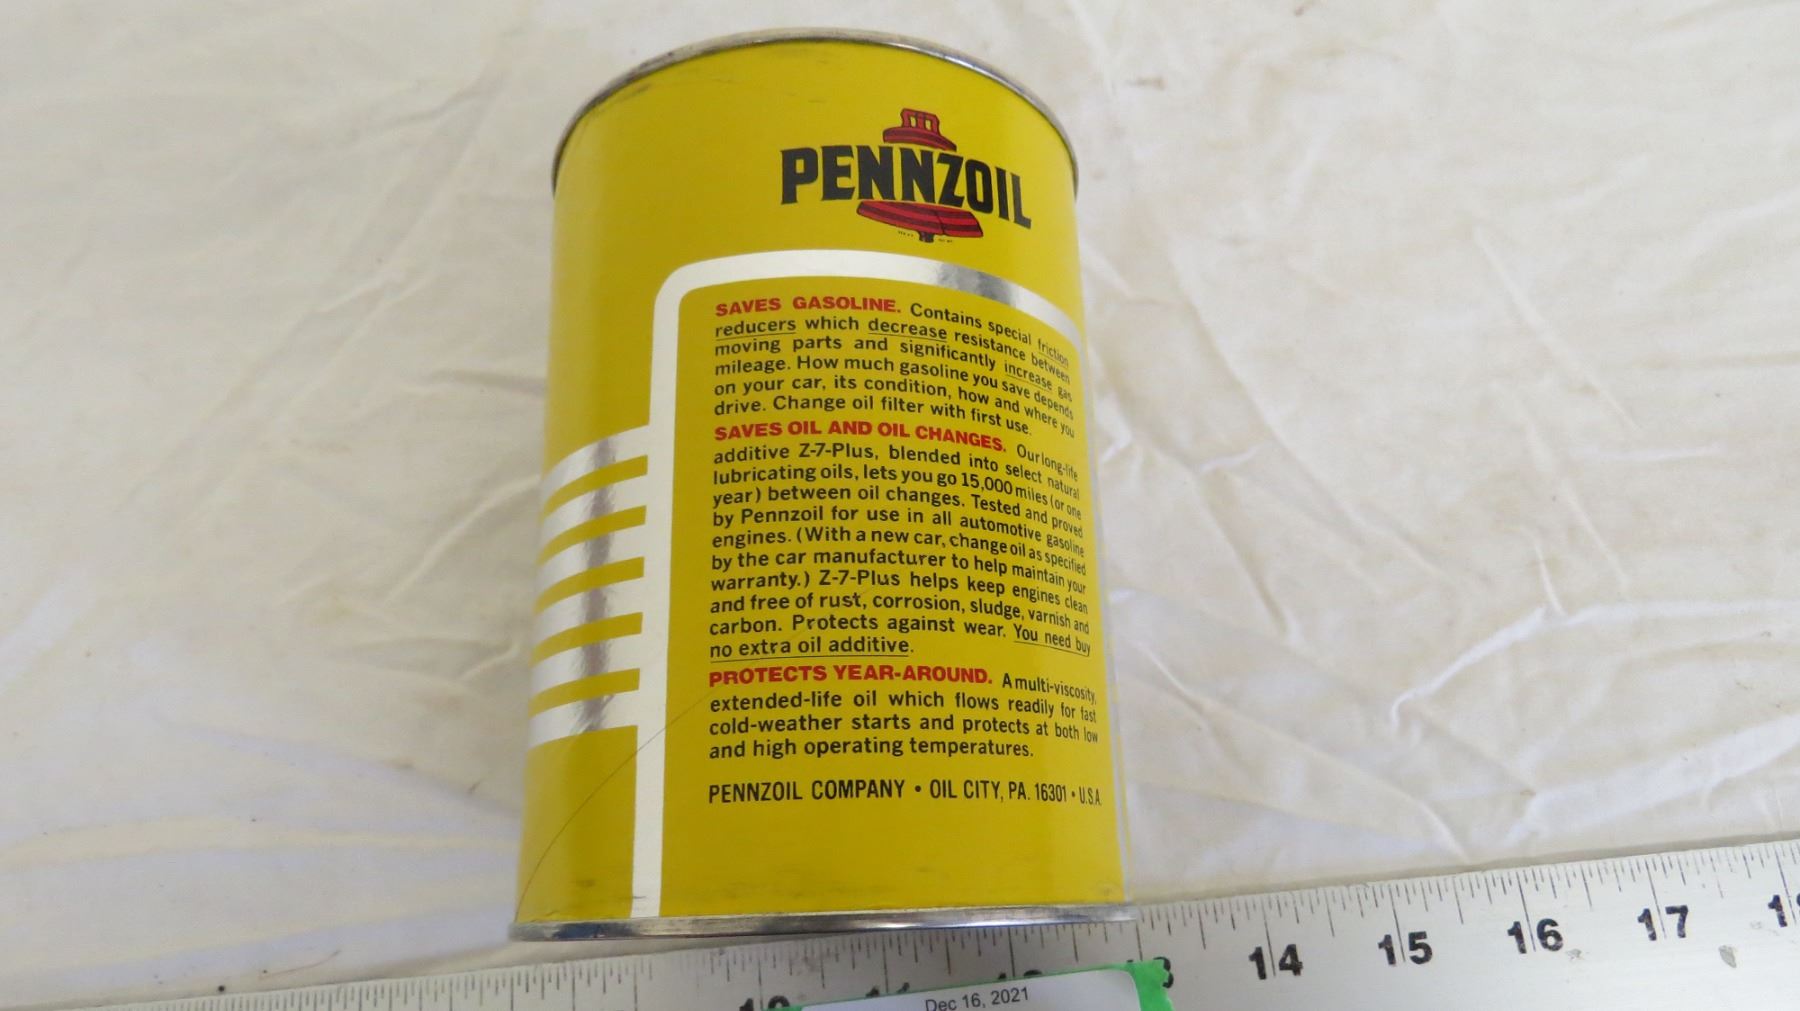 PENNZOIL
SAVES GASOLINE. Contains special friction
reducers which decrease resistance between
moving parts and significantly increase gas
mileage. How much gasoline you save depends
on your car, its condition, how and where you
drive. Change oil filter with first use.
SAVES OIL AND OIL CHANGES. Our long-life
additive Z-7-Plus, blended into select natural
lubricating oils, lets you go 15,000 miles (or one
year) between oil changes. Tested and proved
by Pennzoil for use in all automotive gasoline
engines. (With a new car, change oil as specified
by the car manufacturer to help maintain your
warranty.) Z-7-Plus helps keep engines clean
and free of rust, corrosion, sludge, varnish and
carbon. Protects against wear. You need buy
no extra oil additive.
PROTECTS YEAR-AROUND. A multi-viscosity,
extended-life oil which flows readily for fast
cold-weather starts and protects at both low
and high operating temperatures.
PENNZOIL COMPANY • OIL CITY, PA. 16301 • U.S.A.
14 15 16 17
Dec 16, 2021